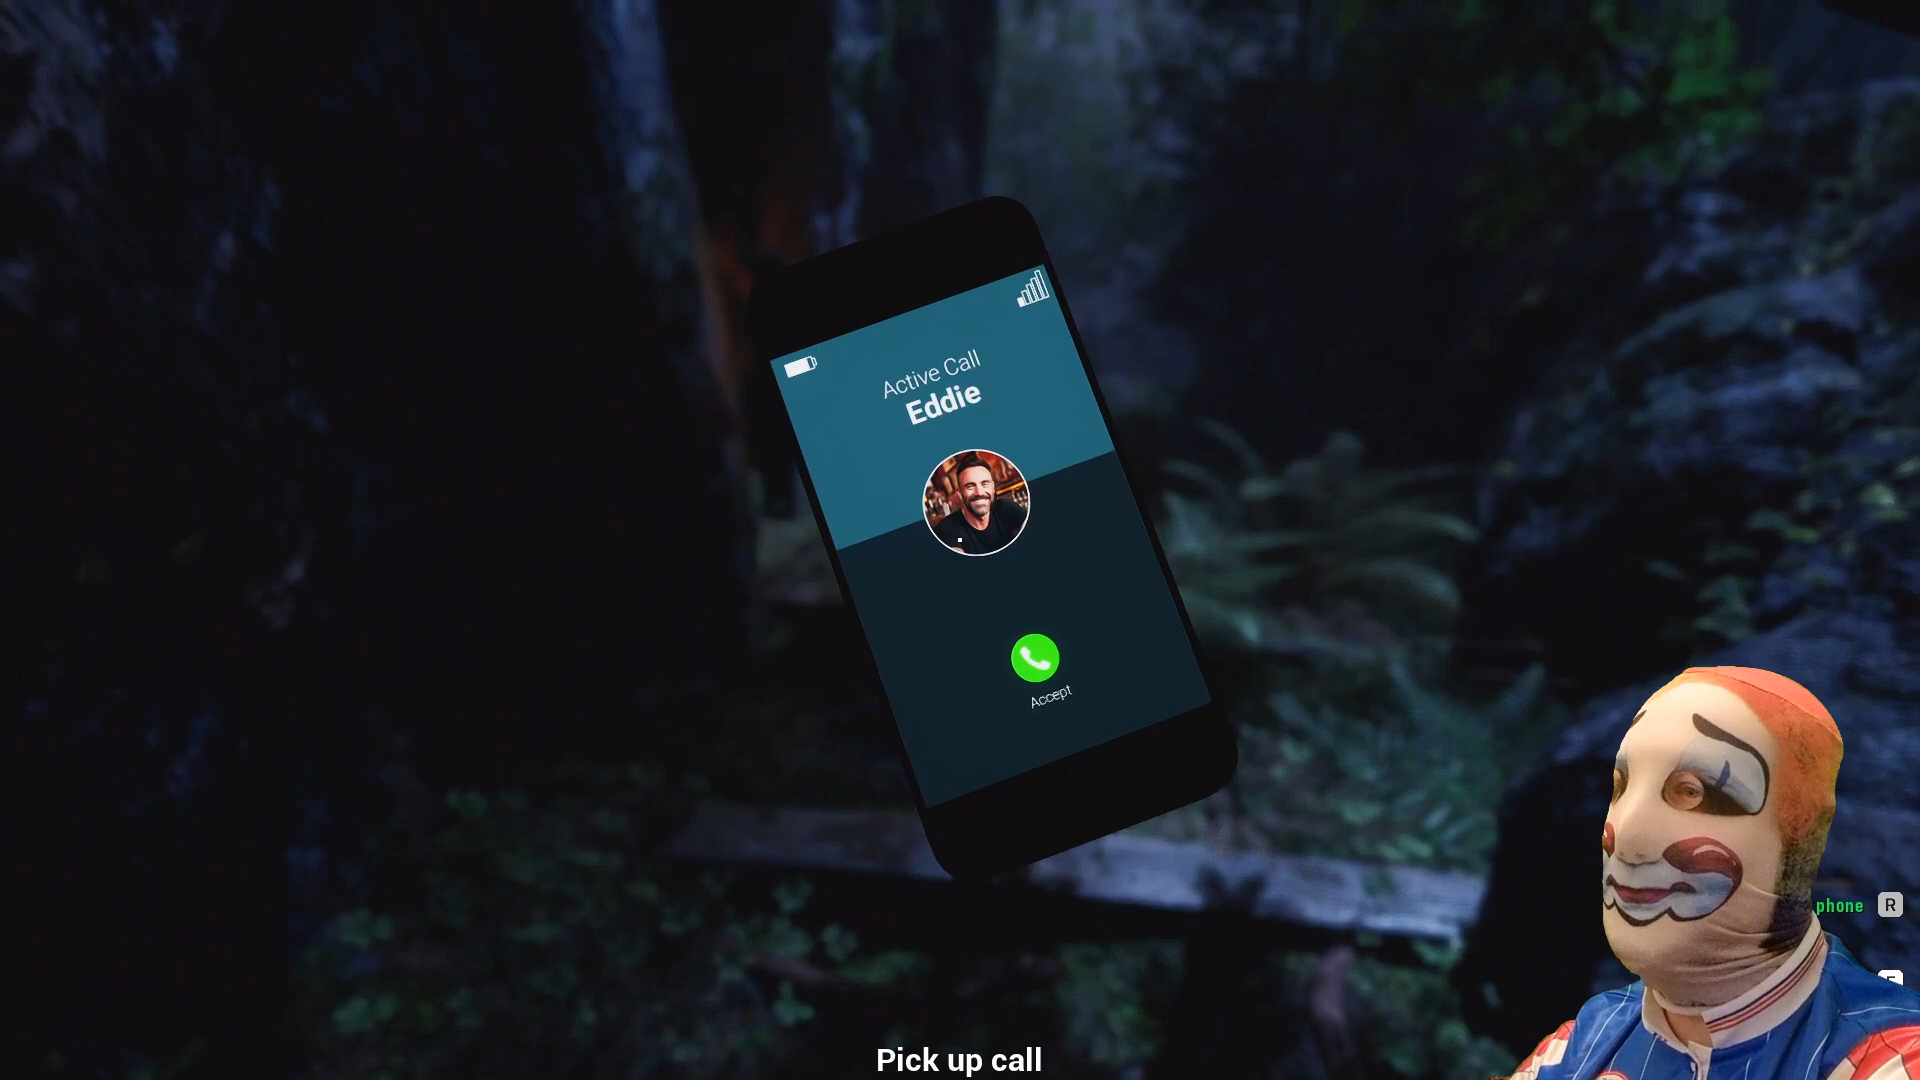 Active Call
Eddie
Accept
phone R
Pick up call